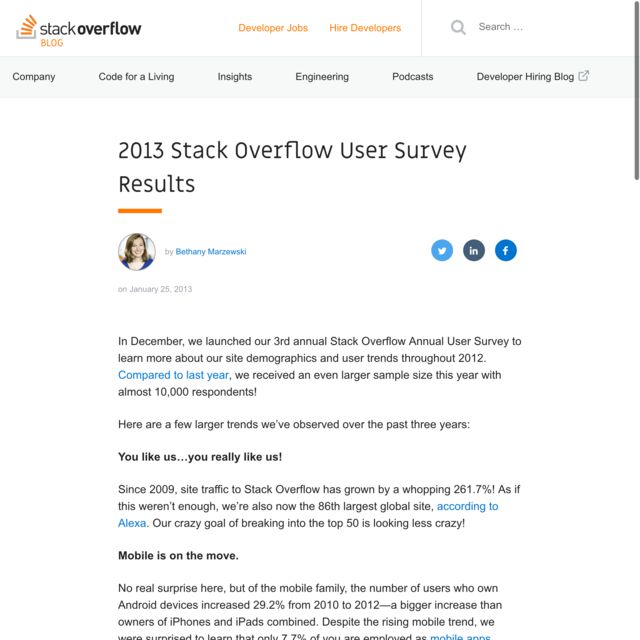 stackoverflow
BLOG
Developer Jobs
Hire Developers
Search …
Company
Code for a Living
Insights
Engineering
Podcasts
Developer Hiring Blog
2013 Stack Overflow User Survey
Results
by Bethany Marzewski
on January 25, 2013
In December, we launched our 3rd annual Stack Overflow Annual User Survey to
learn more about our site demographics and user trends throughout 2012.
Compared to last year, we received an even larger sample size this year with
almost 10,000 respondents!
Here are a few larger trends we’ve observed over the past three years:
You like us…you really like us!
Since 2009, site traffic to Stack Overflow has grown by a whopping 261.7%! As if
this weren’t enough, we’re also now the 86th largest global site, according to
Alexa. Our crazy goal of breaking into the top 50 is looking less crazy!
Mobile is on the move.
No real surprise here, but of the mobile family, the number of users who own
Android devices increased 29.2% from 2010 to 2012—a bigger increase than
owners of iPhones and iPads combined. Despite the rising mobile trend, we
were surprised to learn that only 7.7% of you are employed as mobile apps